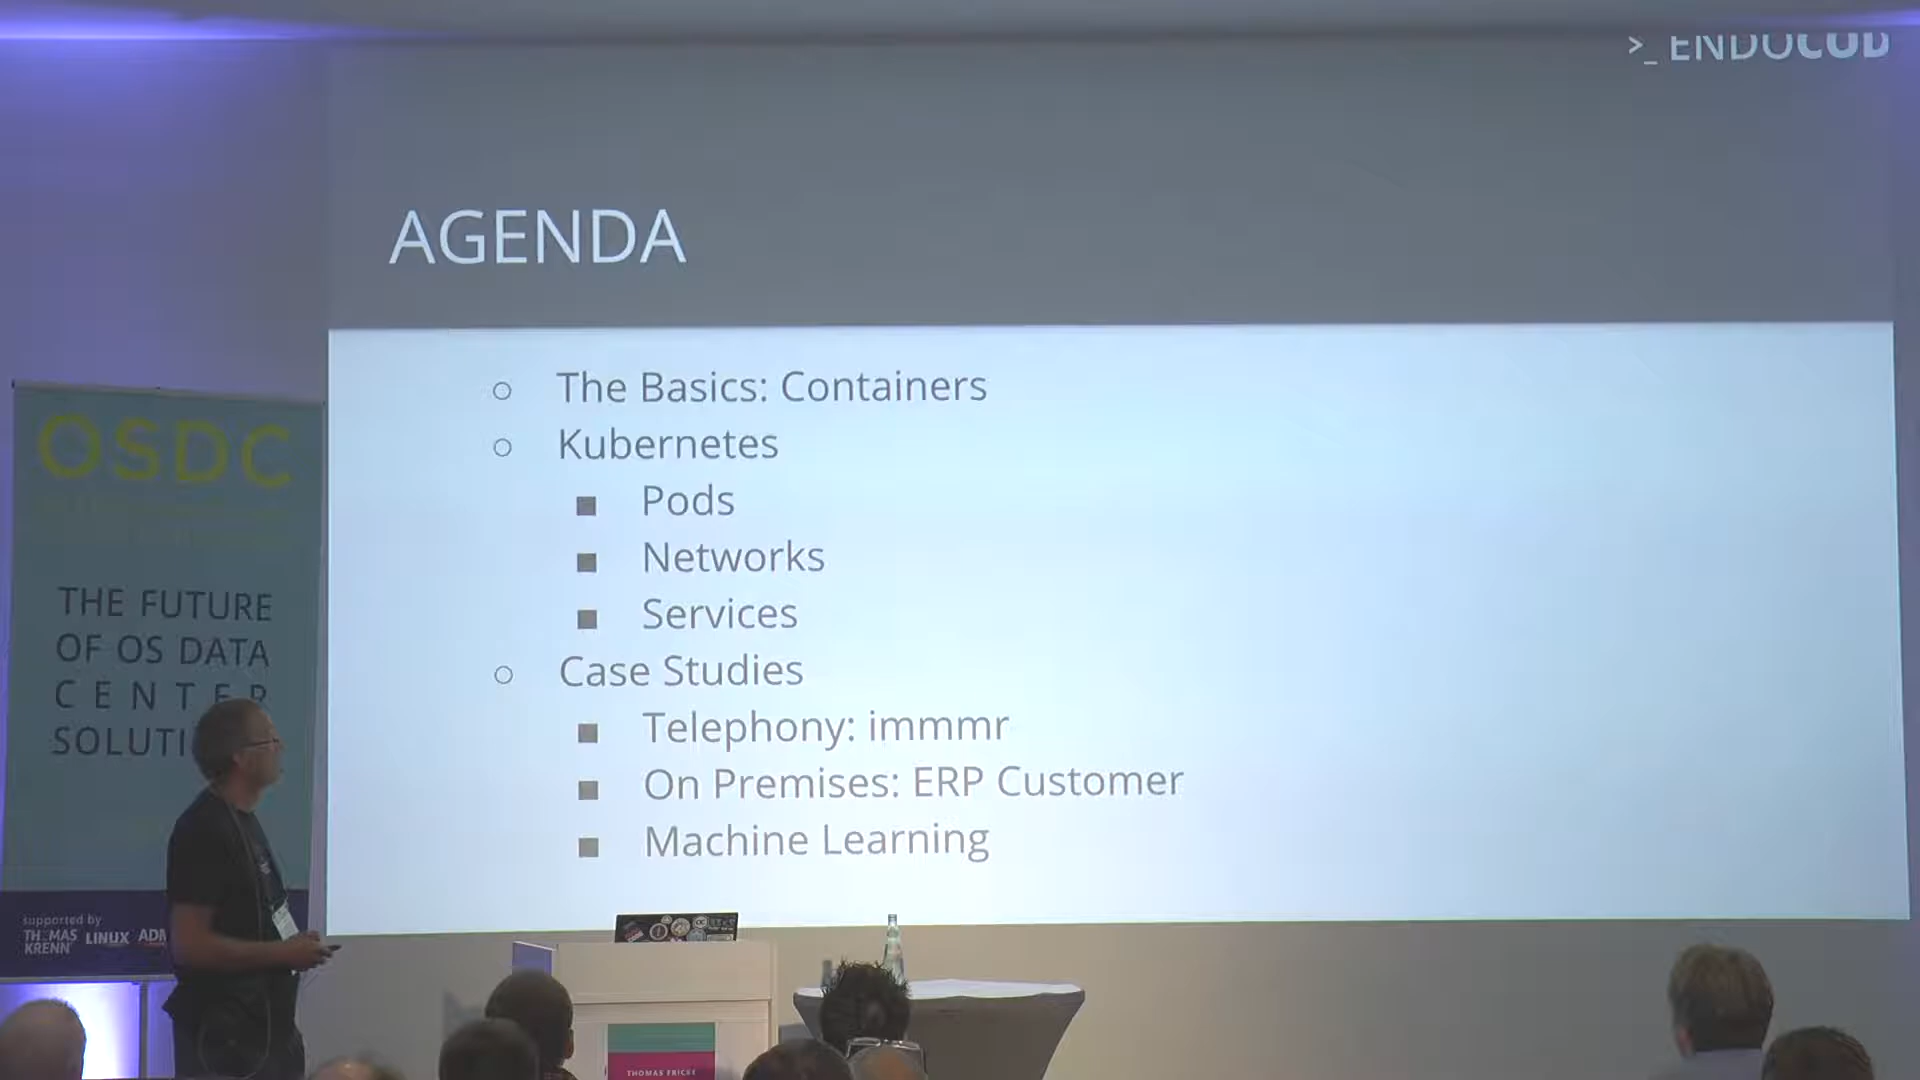 >_ ENDOCOD
AGENDA
The Basics: Containers
Kubernetes
Pods
Networks
Services
Case Studies
Telephony: immmr
On Premises: ERP Customer
Machine Learning
OSDC
THE FUTURE
OF OS DATA
CENTER
SOLUTI
supported by
TH..MAS
KRENN
LINUX
ADM
THOMAS FRICKE